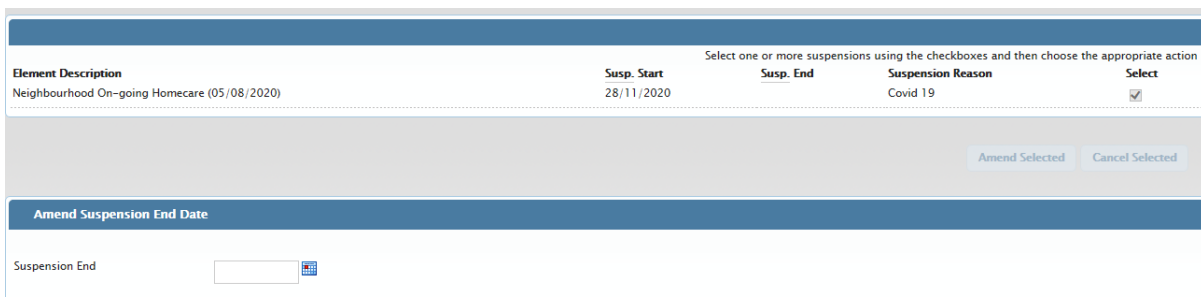 Select one or more suspensions using the checkboxes and then choose the appropriate action
Element Description Susp. Start Susp. End Suspension Reason Select
Neighbourhood On-going Homecare (05/08/2020) 28/11/2020 Covid 19
Amend Selected Cancel Selected
Amend Suspension End Date
Suspension End